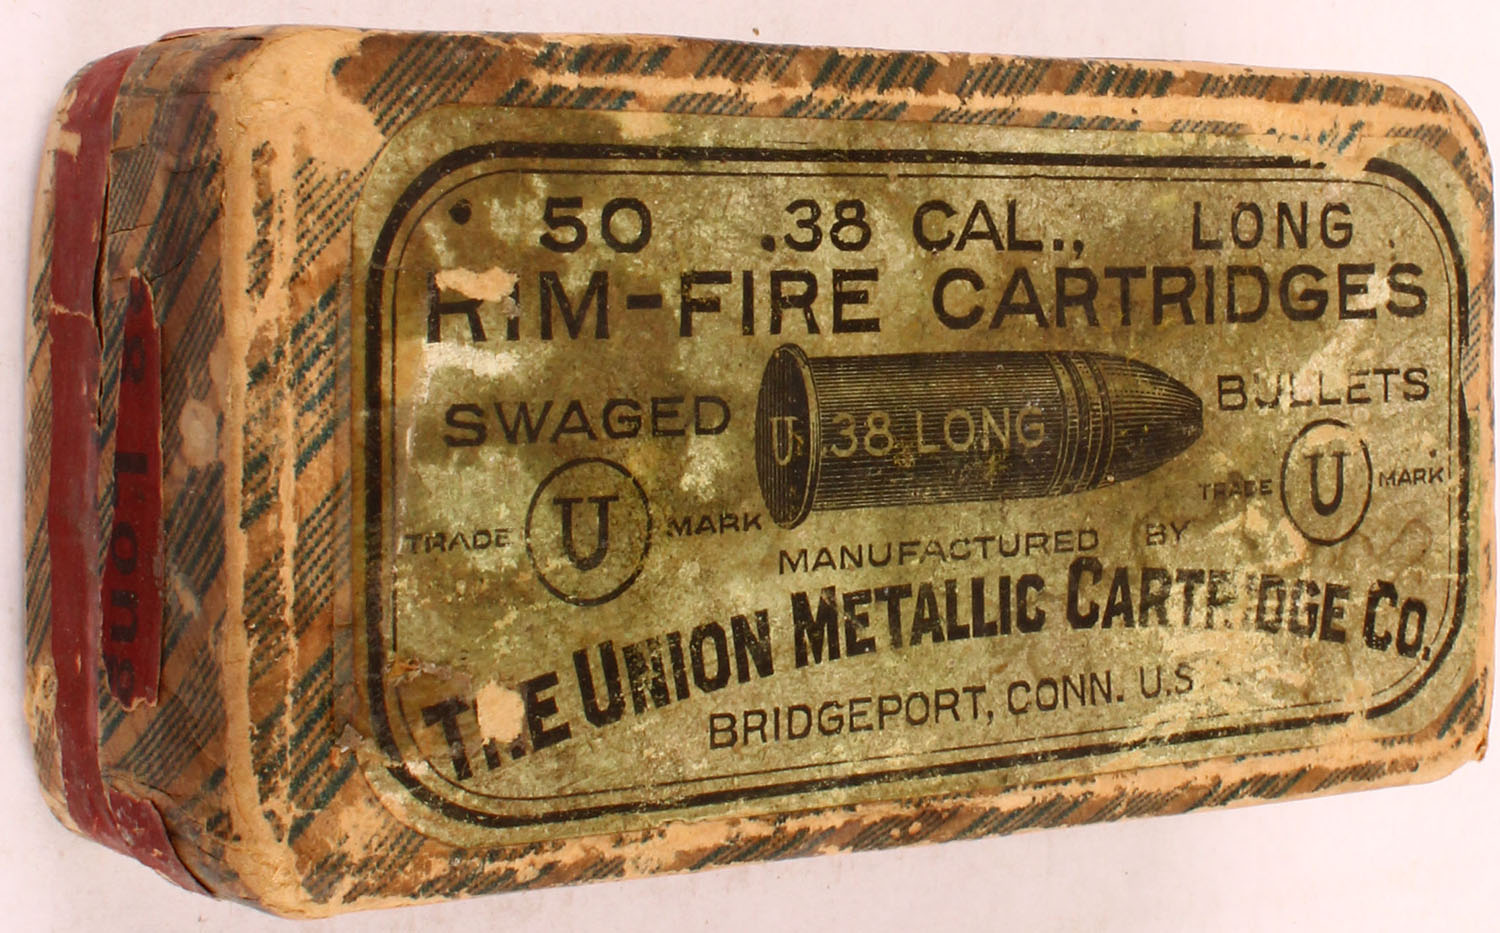 50 .38 CAL., LONG
RIM-FIRE CARTRIDGES
SWAGED BULLETS
U .38 LONG
TRADE U MARK
TRADE U MARK
MANUFACTURED BY
THE UNION METALLIC CARTRIDGE CO.
BRIDGEPORT, CONN. U.S
Long